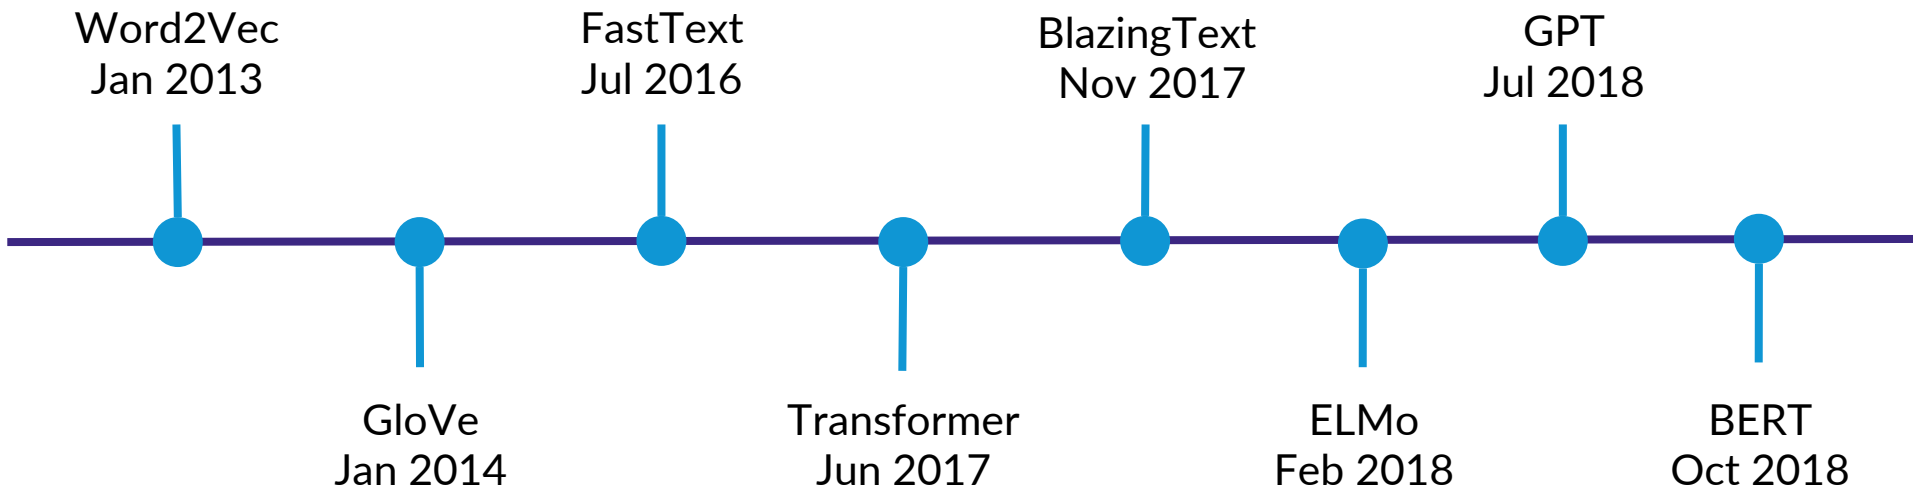 Word2Vec
Jan 2013
FastText
Jul 2016
BlazingText
Nov 2017
GPT
Jul 2018
GloVe
Jan 2014
Transformer
Jun 2017
ELMo
Feb 2018
BERT
Oct 2018